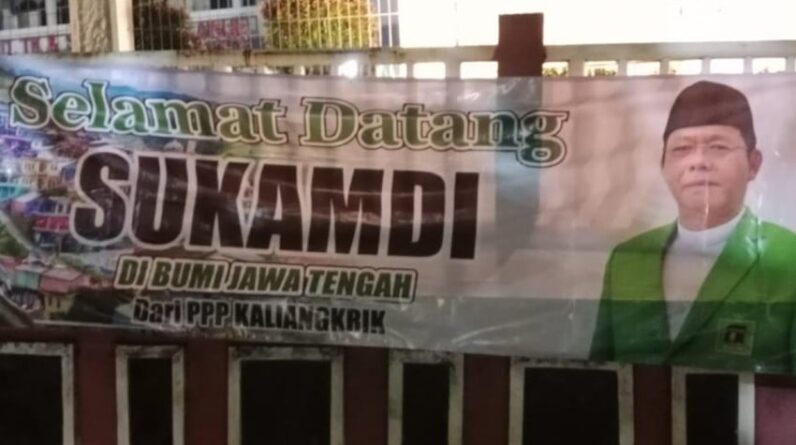 Selamat Datang
SUKAMDI
DI BUMI JAWA TENGAH
Dari PPP KALIANGKRIK